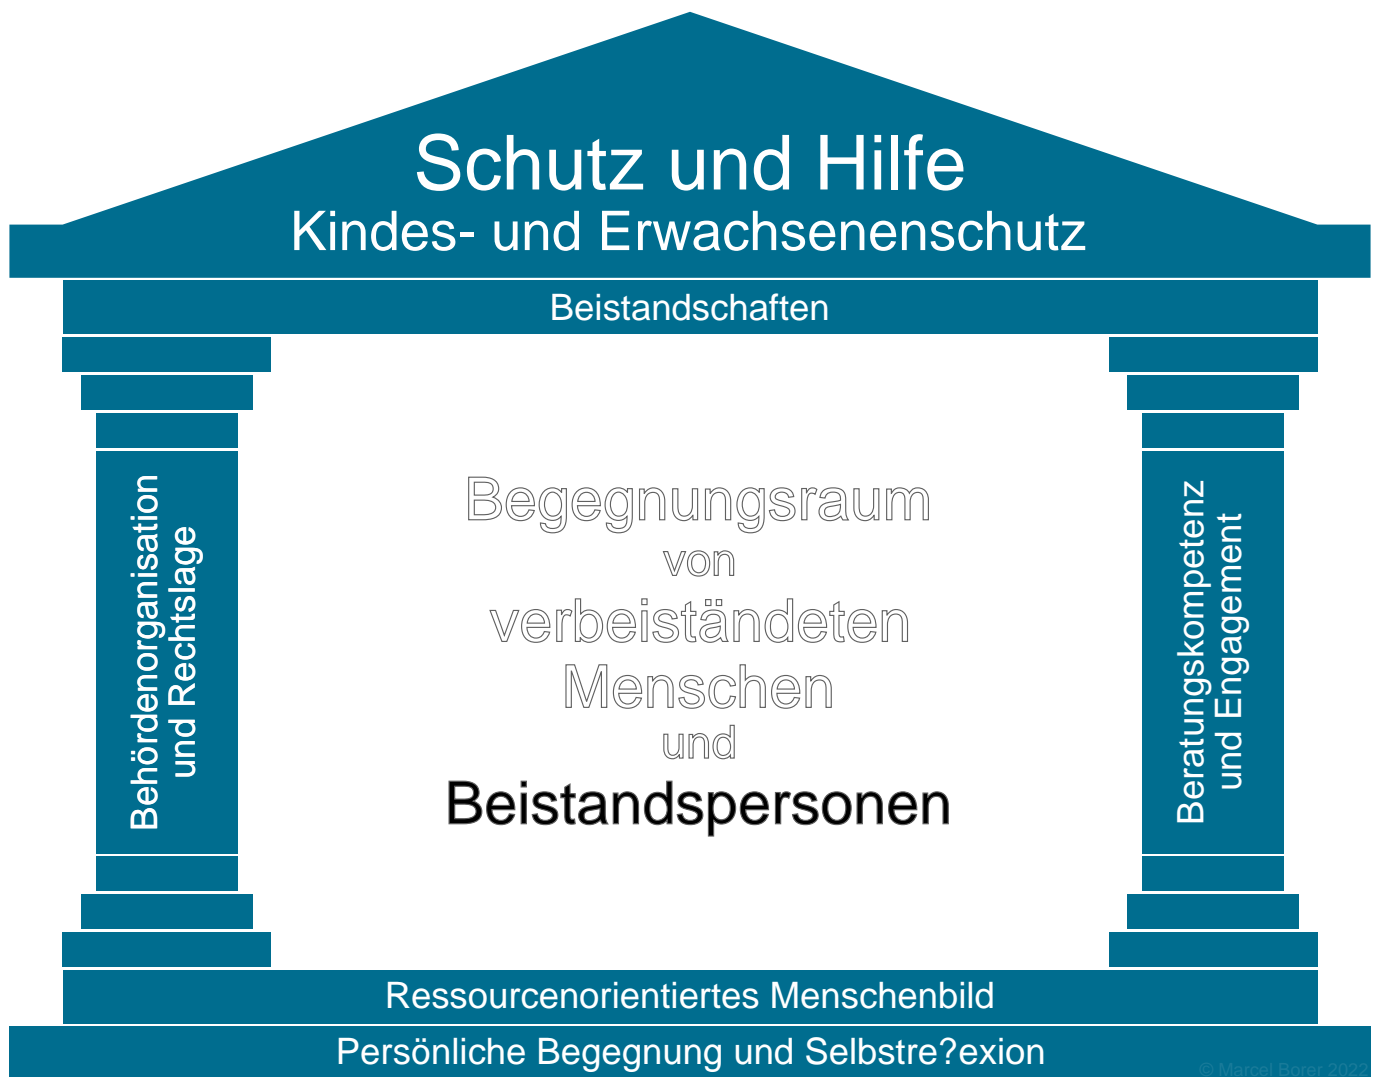 Schutz und Hilfe
Kindes- und Erwachsenenschutz
Beistandschaften
Behördenorganisation
und Rechtslage
Begegnungsraum
von
verbeiständeten
Menschen
und
Beistandspersonen
Beratungskompetenz
und Engagement
Ressourcenorientiertes Menschenbild
Persönliche Begegnung und Selbstre?exion
© Marcel Borer 2022